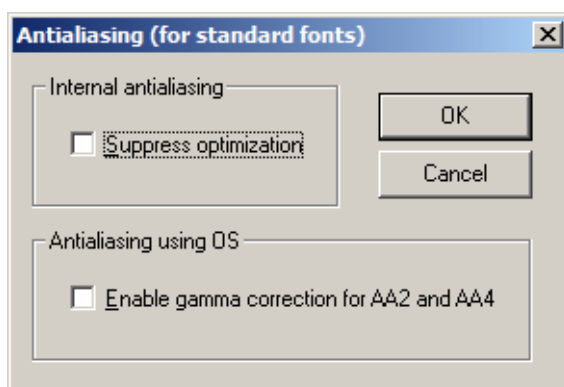 Antialiasing (for standard fonts)
Internal antialiasing
OK
Suppress optimization
Cancel
Antialiasing using OS
Enable gamma correction for AA2 and AA4